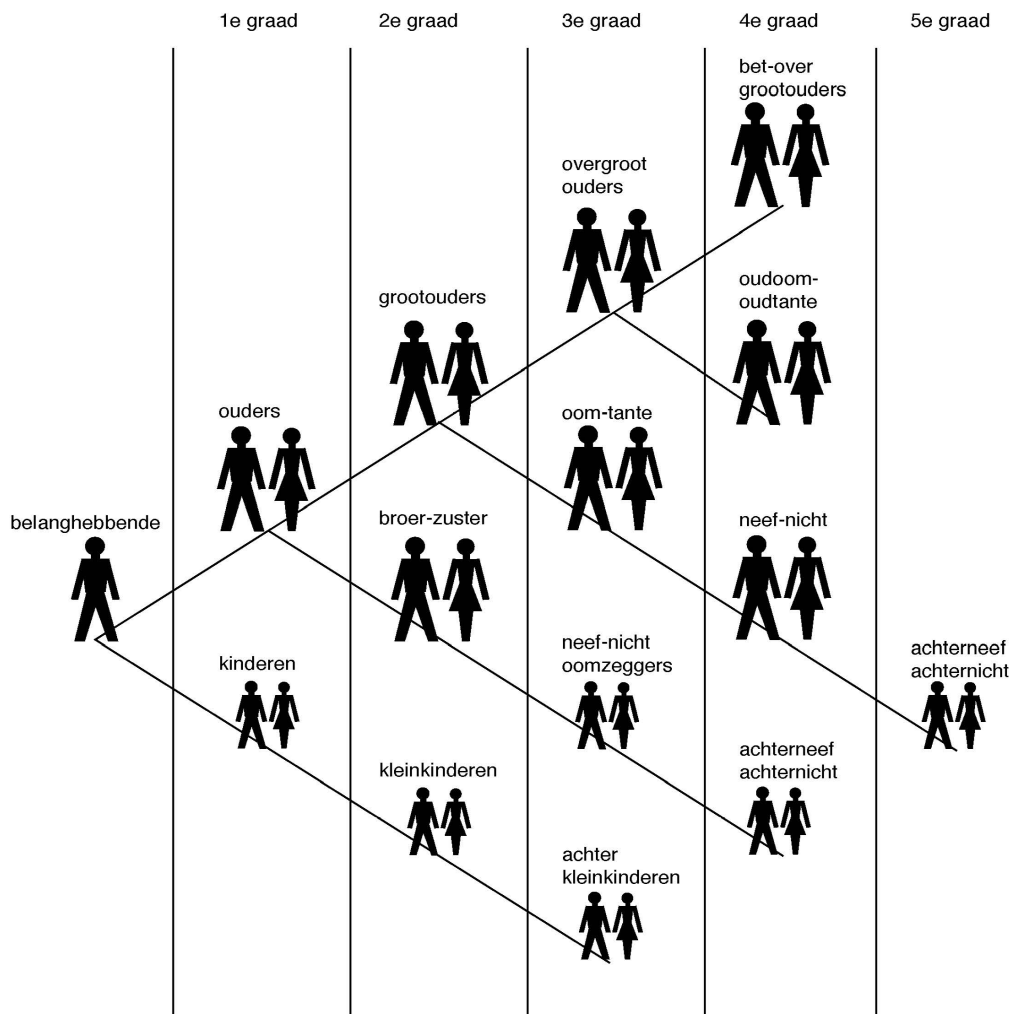 1e graad
2e graad
3e graad
4e graad
5e graad
bet-over
grootouders
overgroot
ouders
oudoom-
oudtante
grootouders
ouders
oom-tante
belanghebbende
broer-zuster
neef-nicht
kinderen
neef-nicht
oomzeggers
achterneef
achternicht
kleinkinderen
achterneef
achternicht
achter
kleinkinderen